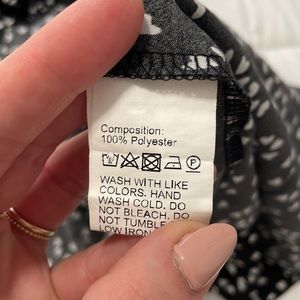 Composition:
100% Polyester
WASH WITH LIKE
COLORS. HAND
WASH COLD. DO
NOT BLEACH. DO
NOT TUMBLE
LOW IRON